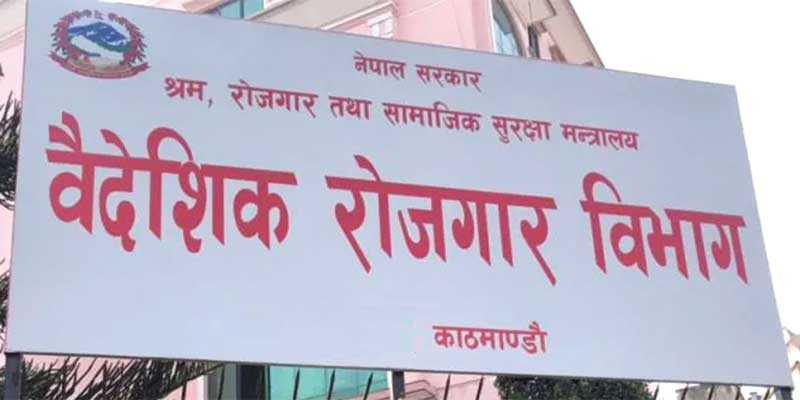 नेपाल सरकार
श्रम, रोजगार तथा सामाजिक सुरक्षा मन्त्रालय
वैदेशिक रोजगार विभाग
काठमाण्डौ